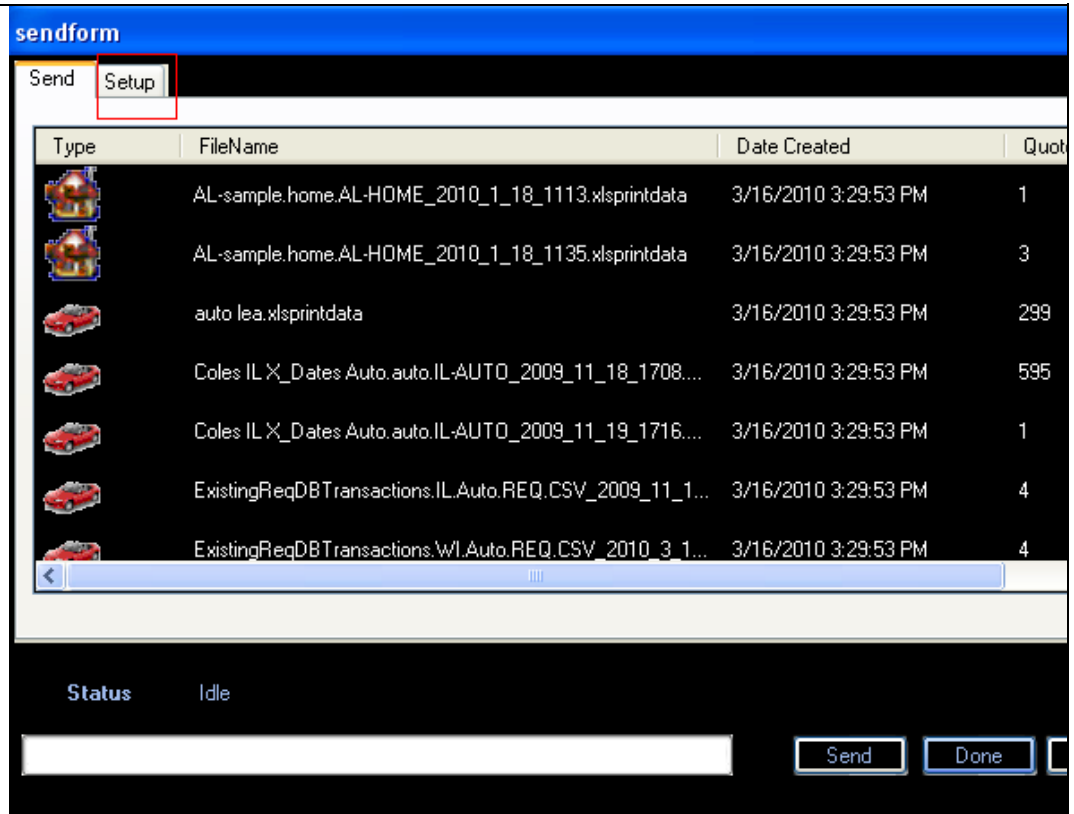 sendform
Send Setup
Type FileName Date Created Quot
AL-sample.home.AL-HOME_2010_1_18_1113.xlsprintdata 3/16/2010 3:29:53 PM 1
AL-sample.home.AL-HOME_2010_1_18_1135.xlsprintdata 3/16/2010 3:29:53 PM 3
auto lea.xlsprintdata 3/16/2010 3:29:53 PM 299
Coles IL X_Dates Auto.auto.IL-AUTO_2009_11_18_1708.... 3/16/2010 3:29:53 PM 595
Coles IL X_Dates Auto.auto.IL-AUTO_2009_11_19_1716.... 3/16/2010 3:29:53 PM 1
ExistingReqDBTransactions.IL.Auto.REQ.CSV_2009_11_1... 3/16/2010 3:29:53 PM 4
ExistingReqDBTransactions.WI.Auto.REQ.CSV_2010_3_1... 3/16/2010 3:29:53 PM 4
Status Idle
Send Done